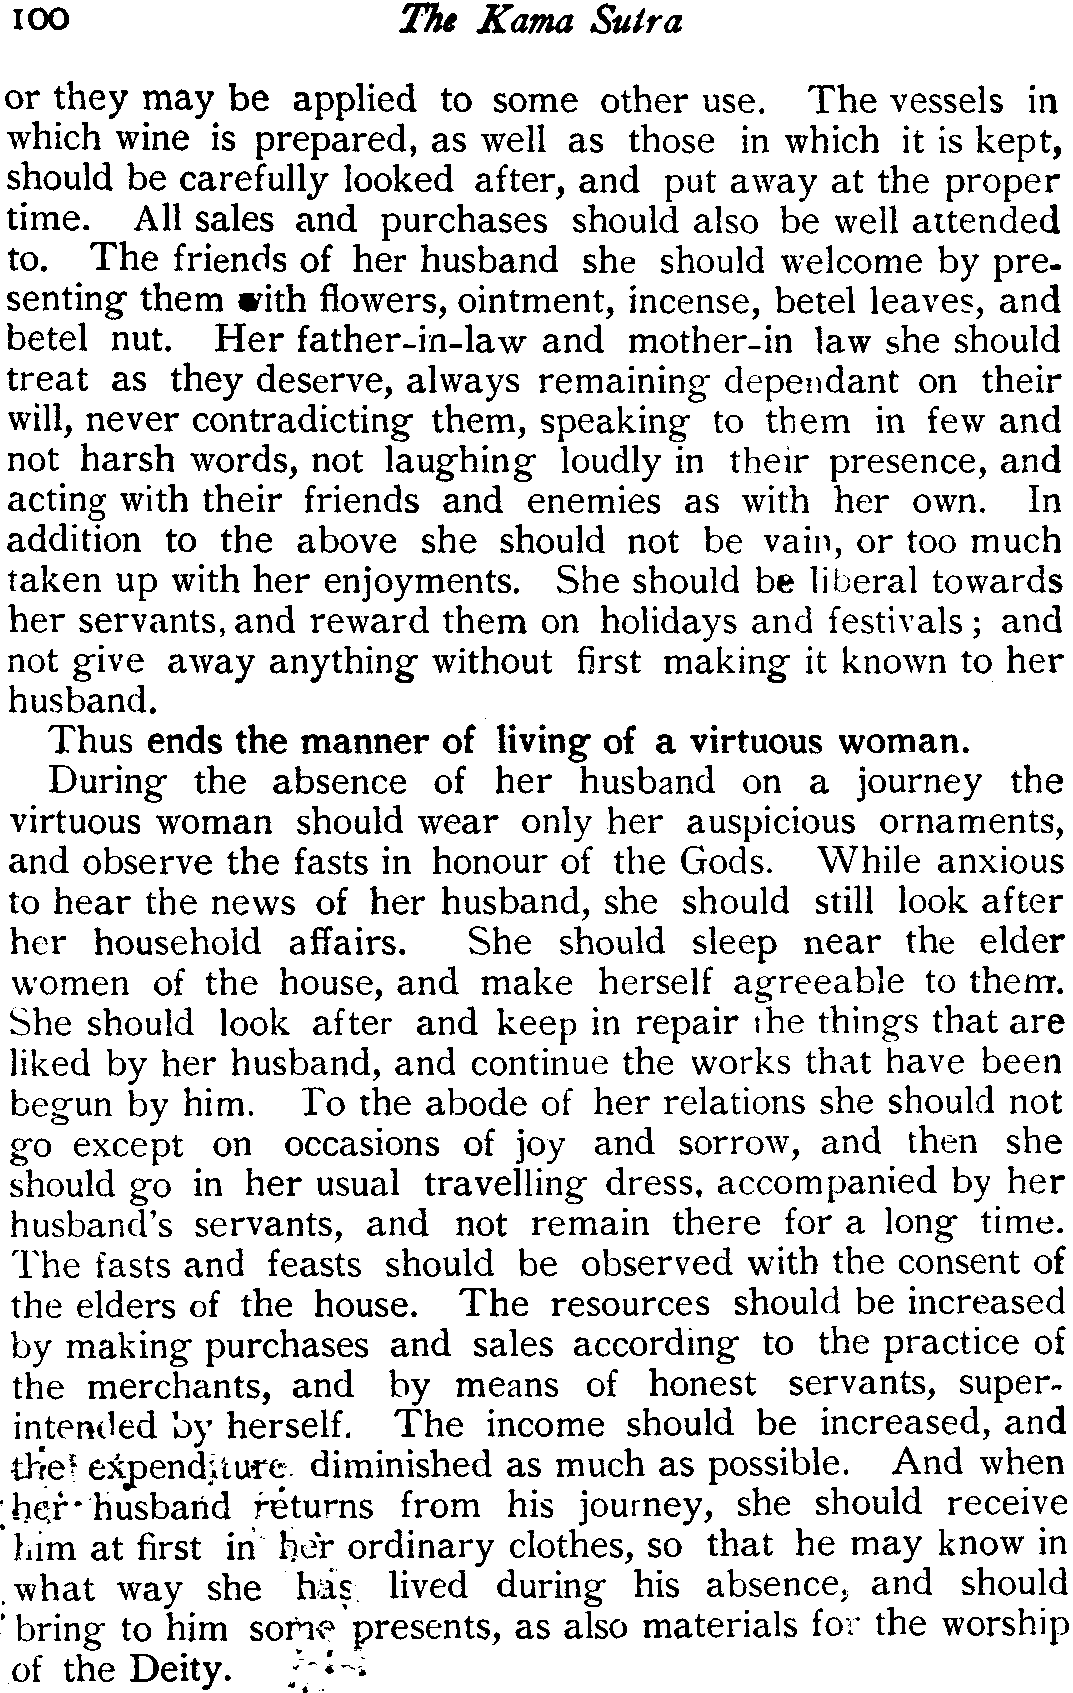 100 The Kama Sutra
or they may be applied to some other use. The vessels in
which wine is prepared, as well as those in which it is kept,
should be carefully looked after, and put away at the proper
time. All sales and purchases should also be well attended
to. The friends of her husband she should welcome by pre-
senting them with flowers, ointment, incense, betel leaves, and
betel nut. Her father-in-law and mother-in law she should
treat as they deserve, always remaining dependant on their
will, never contradicting them, speaking to them in few and
not harsh words, not laughing loudly in their presence, and
acting with their friends and enemies as with her own. In
addition to the above she should not be vain, or too much
taken up with her enjoyments. She should be liberal towards
her servants, and reward them on holidays and festivals; and
not give away anything without first making it known to her
husband.
Thus ends the manner of living of a virtuous woman.
During the absence of her husband on a journey the
virtuous woman should wear only her auspicious ornaments,
and observe the fasts in honour of the Gods. While anxious
to hear the news of her husband, she should still look after
her household affairs. She should sleep near the elder
women of the house, and make herself agreeable to them.
She should look after and keep in repair the things that are
liked by her husband, and continue the works that have been
begun by him. To the abode of her relations she should not
go except on occasions of joy and sorrow, and then she
should go in her usual travelling dress, accompanied by her
husband's servants, and not remain there for a long time.
The fasts and feasts should be observed with the consent of
the elders of the house. The resources should be increased
by making purchases and sales according to the practice of
the merchants, and by means of honest servants, super-
intended by herself. The income should be increased, and
the expenditure diminished as much as possible. And when
her husband returns from his journey, she should receive
him at first in her ordinary clothes, so that he may know in
what way she has lived during his absence, and should
bring to him some presents, as also materials for the worship
of the Deity.